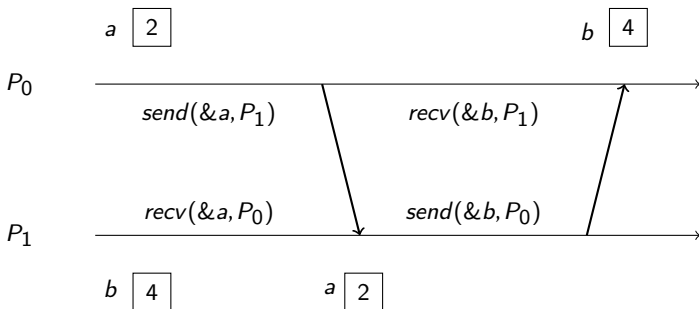 a 2 b 4
P0
send(&a, P1) recv(&b, P1)
recv(&a, P0) send(&b, P0)
P1
b 4 a 2